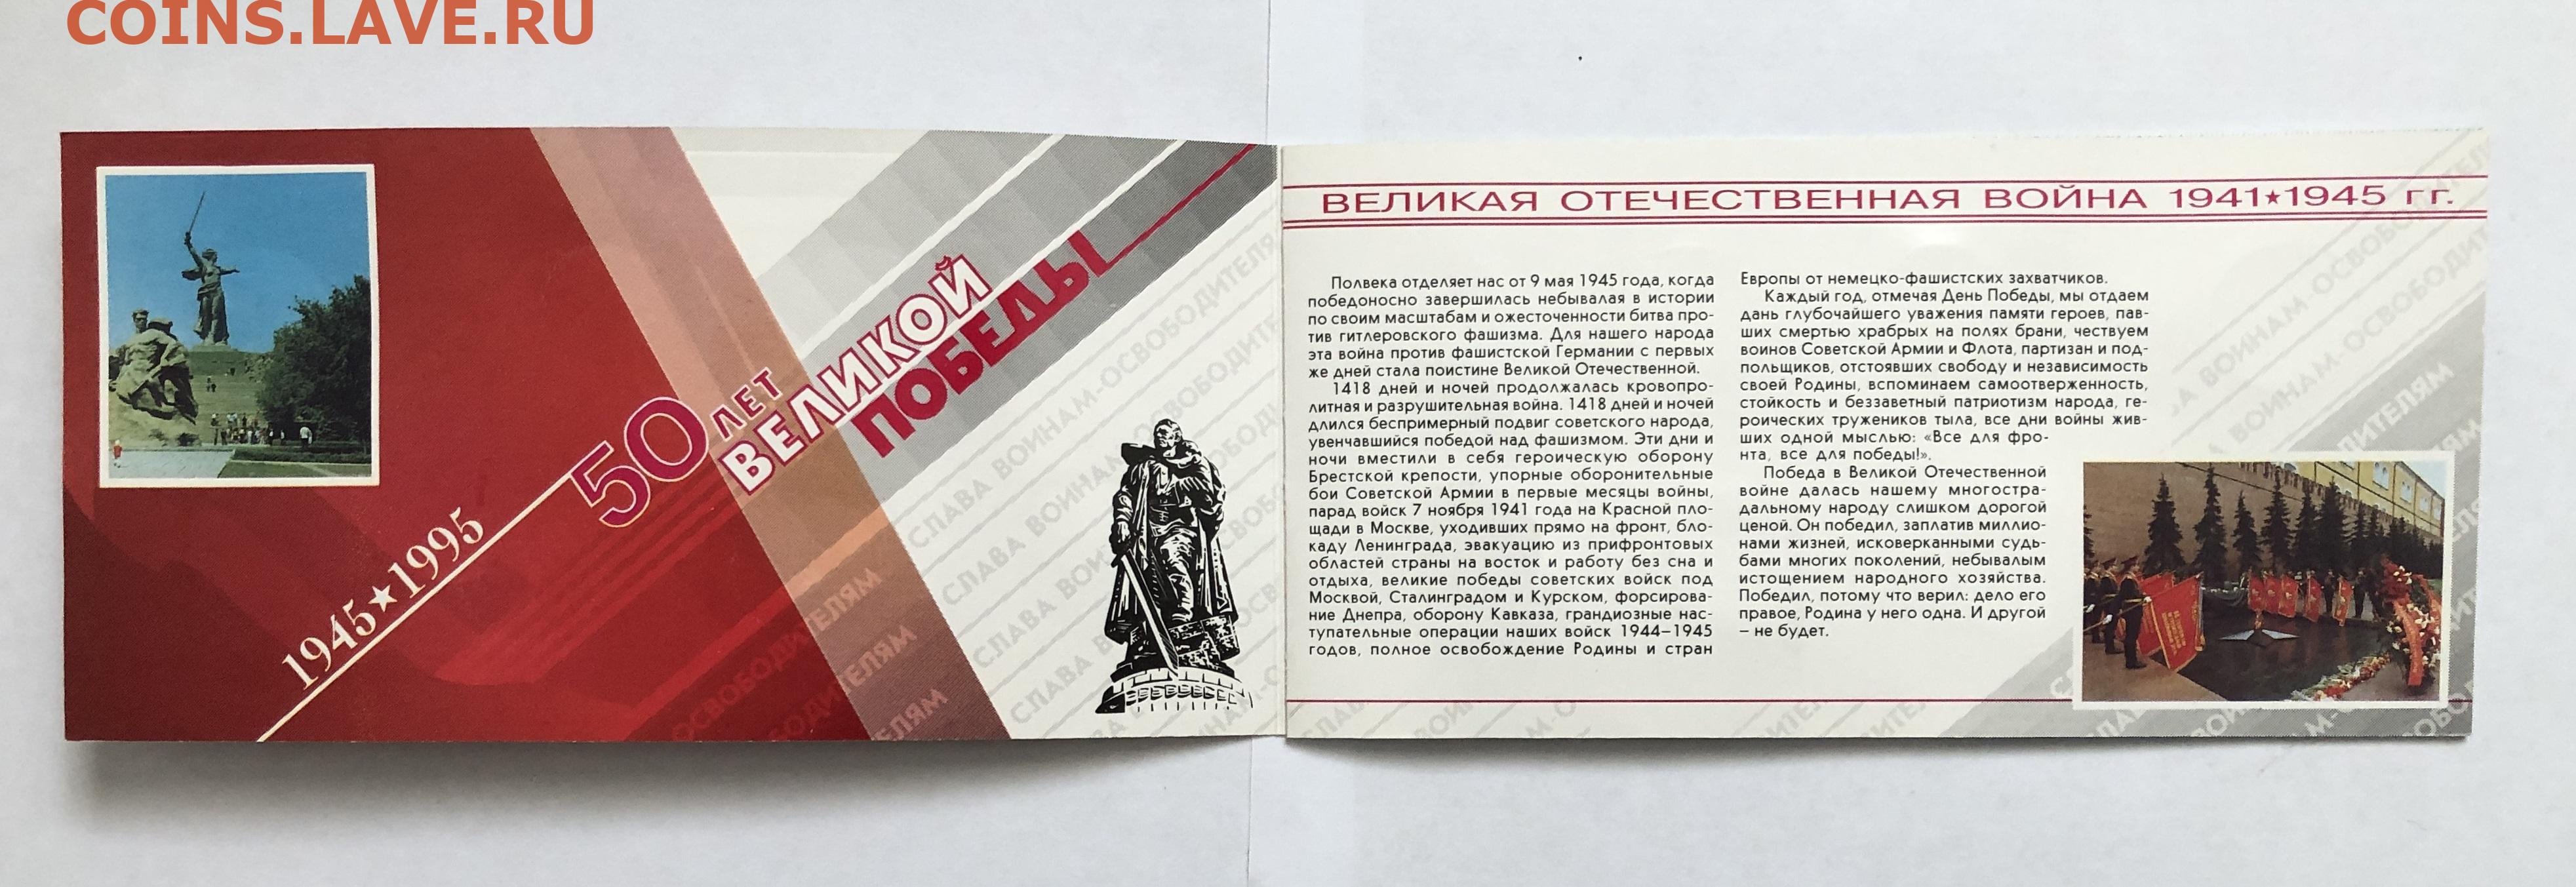 COINS.LAVE.RU
1945★1995
50 ЛЕТ
ВЕЛИКОЙ
ПОБЕДЫ
СЛАВА ВОИНАМ-ОСВОБОДИТЕЛЯМ
ВЕЛИКАЯ ОТЕЧЕСТВЕННАЯ ВОЙНА 1941★1945 гг.
Полвека отделяет нас от 9 мая 1945 года, когда
победоносно завершилась небывалая в истории
по своим масштабам и ожесточенности битва про-
тив гитлеровского фашизма. Для нашего народа
эта война против фашистской Германии с первых
же дней стала поистине Великой Отечественной.
1418 дней и ночей продолжалась кровопро-
литная и разрушительная война. 1418 дней и ночей
длился беспримерный подвиг советского народа,
увенчавшийся победой над фашизмом. Эти дни и
ночи вместили в себя героическую оборону
Брестской крепости, упорные оборонительные
бои Советской Армии в первые месяцы войны,
парад войск 7 ноября 1941 года на Красной пло-
щади в Москве, уходивших прямо на фронт, бло-
каду Ленинграда, эвакуацию из прифронтовых
областей страны на восток и работу без сна и
отдыха, великие победы советских войск под
Москвой, Сталинградом и Курском, форсирова-
ние Днепра, оборону Кавказа, грандиозные нас-
тупательные операции наших войск 1944–1945
годов, полное освобождение Родины и стран
Европы от немецко-фашистских захватчиков.
Каждый год, отмечая День Победы, мы отдаем
дань глубочайшего уважения памяти героев, пав-
ших смертью храбрых на полях брани, чествуем
воинов Советской Армии и Флота, партизан и под-
польщиков, отстоявших свободу и независимость
своей Родины, вспоминаем самоотверженность,
стойкость и беззаветный патриотизм народа, ге-
роических тружеников тыла, все дни войны жив-
ших одной мыслью: «Все для фро-
нта, все для победы!».
Победа в Великой Отечественной
войне далась нашему многостра-
дальному народу слишком дорогой
ценой. Он победил, заплатив миллио-
нами жизней, исковерканными судь-
бами многих поколений, небывалым
истощением народного хозяйства.
Победил, потому что верил: дело его
правое, Родина у него одна. И другой
– не будет.